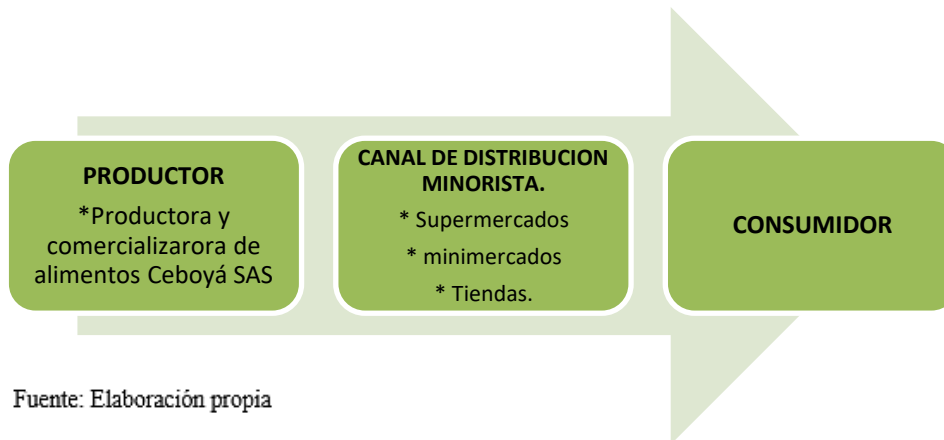 PRODUCTOR
*Productora y
comercializarora de
alimentos Ceboyá SAS
CANAL DE DISTRIBUCION
MINORISTA.
* Supermercados
* minimercados
* Tiendas.
CONSUMIDOR
Fuente: Elaboración propia